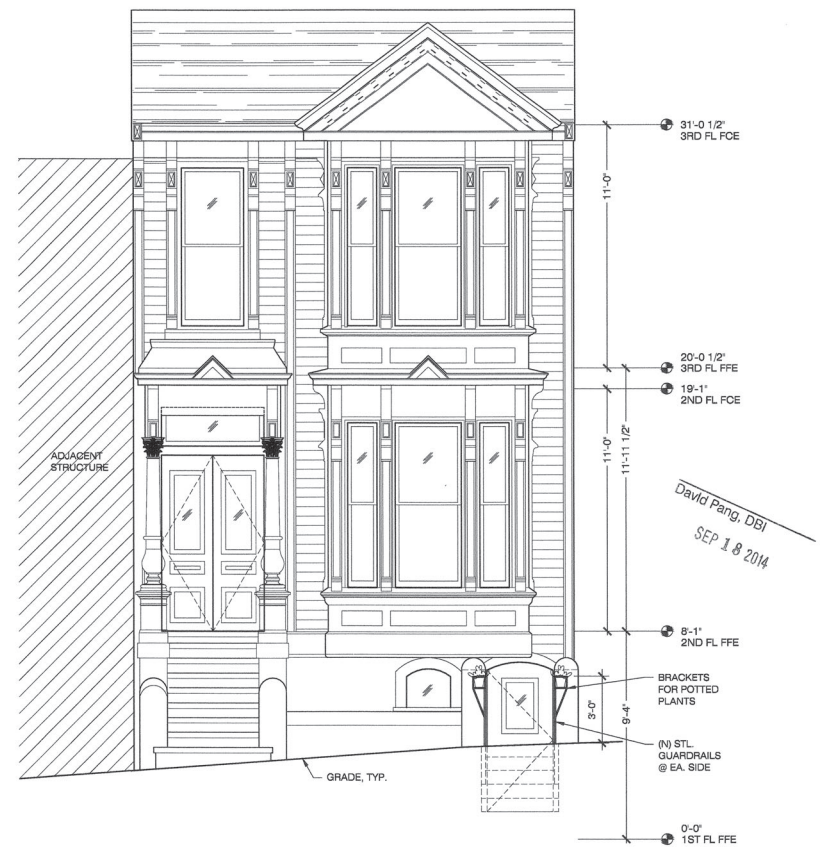 31'-0 1/2"
3RD FL FCE
11'-0"
20'-0 1/2"
3RD FL FFE
19'-1"
2ND FL FCE
11'-0"
11'-11 1/2"
ADJACENT
STRUCTURE
David Pang, DBI
SEP 18 2014
8'-1"
2ND FL FFE
BRACKETS
FOR POTTED
PLANTS
3'-0"
9'-4"
(N) STL.
GUARDRAILS
@ EA. SIDE
GRADE, TYP.
0'-0"
1ST FL FFE